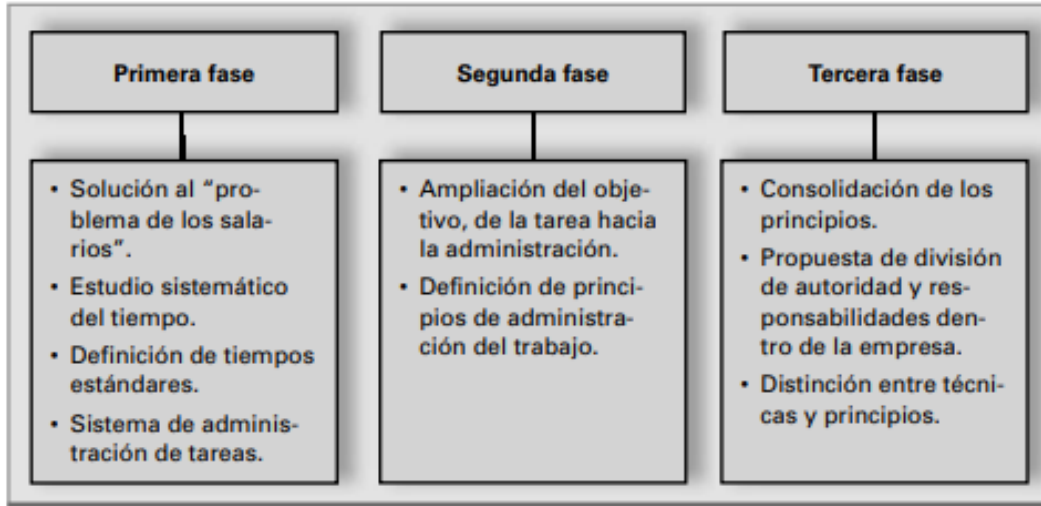 Primera fase
• Solución al “pro-
blema de los sala-
rios”.
• Estudio sistemático
del tiempo.
• Definición de tiempos
estándares.
• Sistema de adminis-
tración de tareas.
Segunda fase
• Ampliación del obje-
tivo, de la tarea hacia
la administración.
• Definición de princi-
pios de administra-
ción del trabajo.
Tercera fase
• Consolidación de los
principios.
• Propuesta de división
de autoridad y res-
ponsabilidades den-
tro de la empresa.
• Distinción entre técni-
cas y principios.